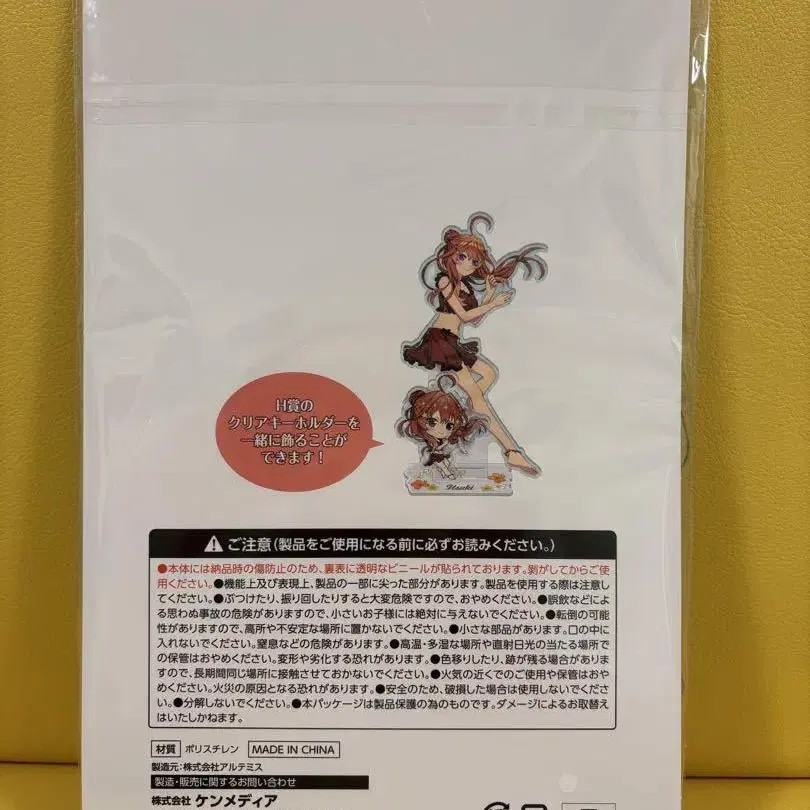 H賞の
クリアキーホルダーを
一緒に飾ることが
できます！
Itsuki
ご注意(製品をご使用になる前に必ずお読みください。)
●本体には納品時の傷防止のため、裏表に透明なビニールが貼られております。剥がしてからご使
用ください。●機能上及び表現上、製品の一部に尖った部分があります。製品を使用する際は注意し
てください。●ぶつけたり、振り回したりすると大変危険ですので、おやめください。●誤飲などによ
る思わぬ事故の危険がありますので、小さいお子様には絶対に与えないでください。●転倒の可能
性がありますので、高所や不安定な場所に置かないでください。●小さな部品があります。口の中に
入れないでください。窒息などの危険があります。●高温・多湿な場所や直射日光の当たる場所で
の保管はおやめください。変形や劣化する恐れがあります。●色移りしたり、跡が残る場合がありま
すので、長期間同じ場所に接触させておかないでください。●火気の近くでのご使用や保管はおや
めください。火災の原因となる恐れがあります。●安全のため、破損した場合は使用しないでくださ
い。●分解しないでください。●本パッケージは製品保護の為のものです。ダメージによるお取替え
はいたしかねます。
材質 ポリスチレン MADE IN CHINA
製造元:株式会社アルテミス
製造・販売に関するお問い合わせ
株式会社 ケンメディア